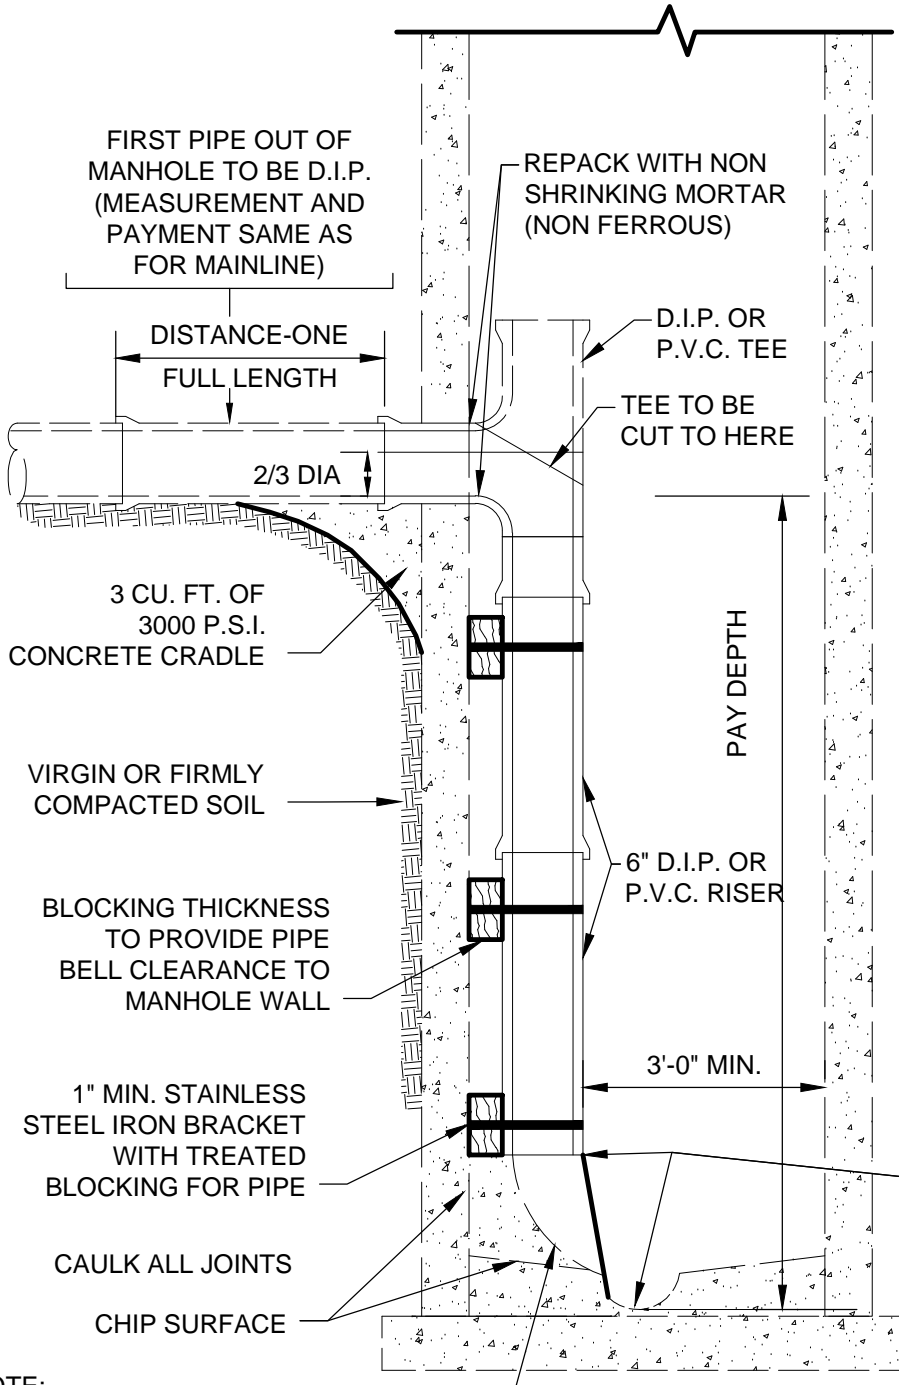 FIRST PIPE OUT OF
MANHOLE TO BE D.I.P.
(MEASUREMENT AND
PAYMENT SAME AS
FOR MAINLINE)
REPACK WITH NON
SHRINKING MORTAR
(NON FERROUS)
DISTANCE-ONE
FULL LENGTH
D.I.P. OR
P.V.C. TEE
TEE TO BE
CUT TO HERE
2/3 DIA
3 CU. FT. OF
3000 P.S.I.
CONCRETE CRADLE
PAY DEPTH
VIRGIN OR FIRMLY
COMPACTED SOIL
6" D.I.P. OR
P.V.C. RISER
BLOCKING THICKNESS
TO PROVIDE PIPE
BELL CLEARANCE TO
MANHOLE WALL
3'-0" MIN.
1" MIN. STAINLESS
STEEL IRON BRACKET
WITH TREATED
BLOCKING FOR PIPE
CAULK ALL JOINTS
CHIP SURFACE